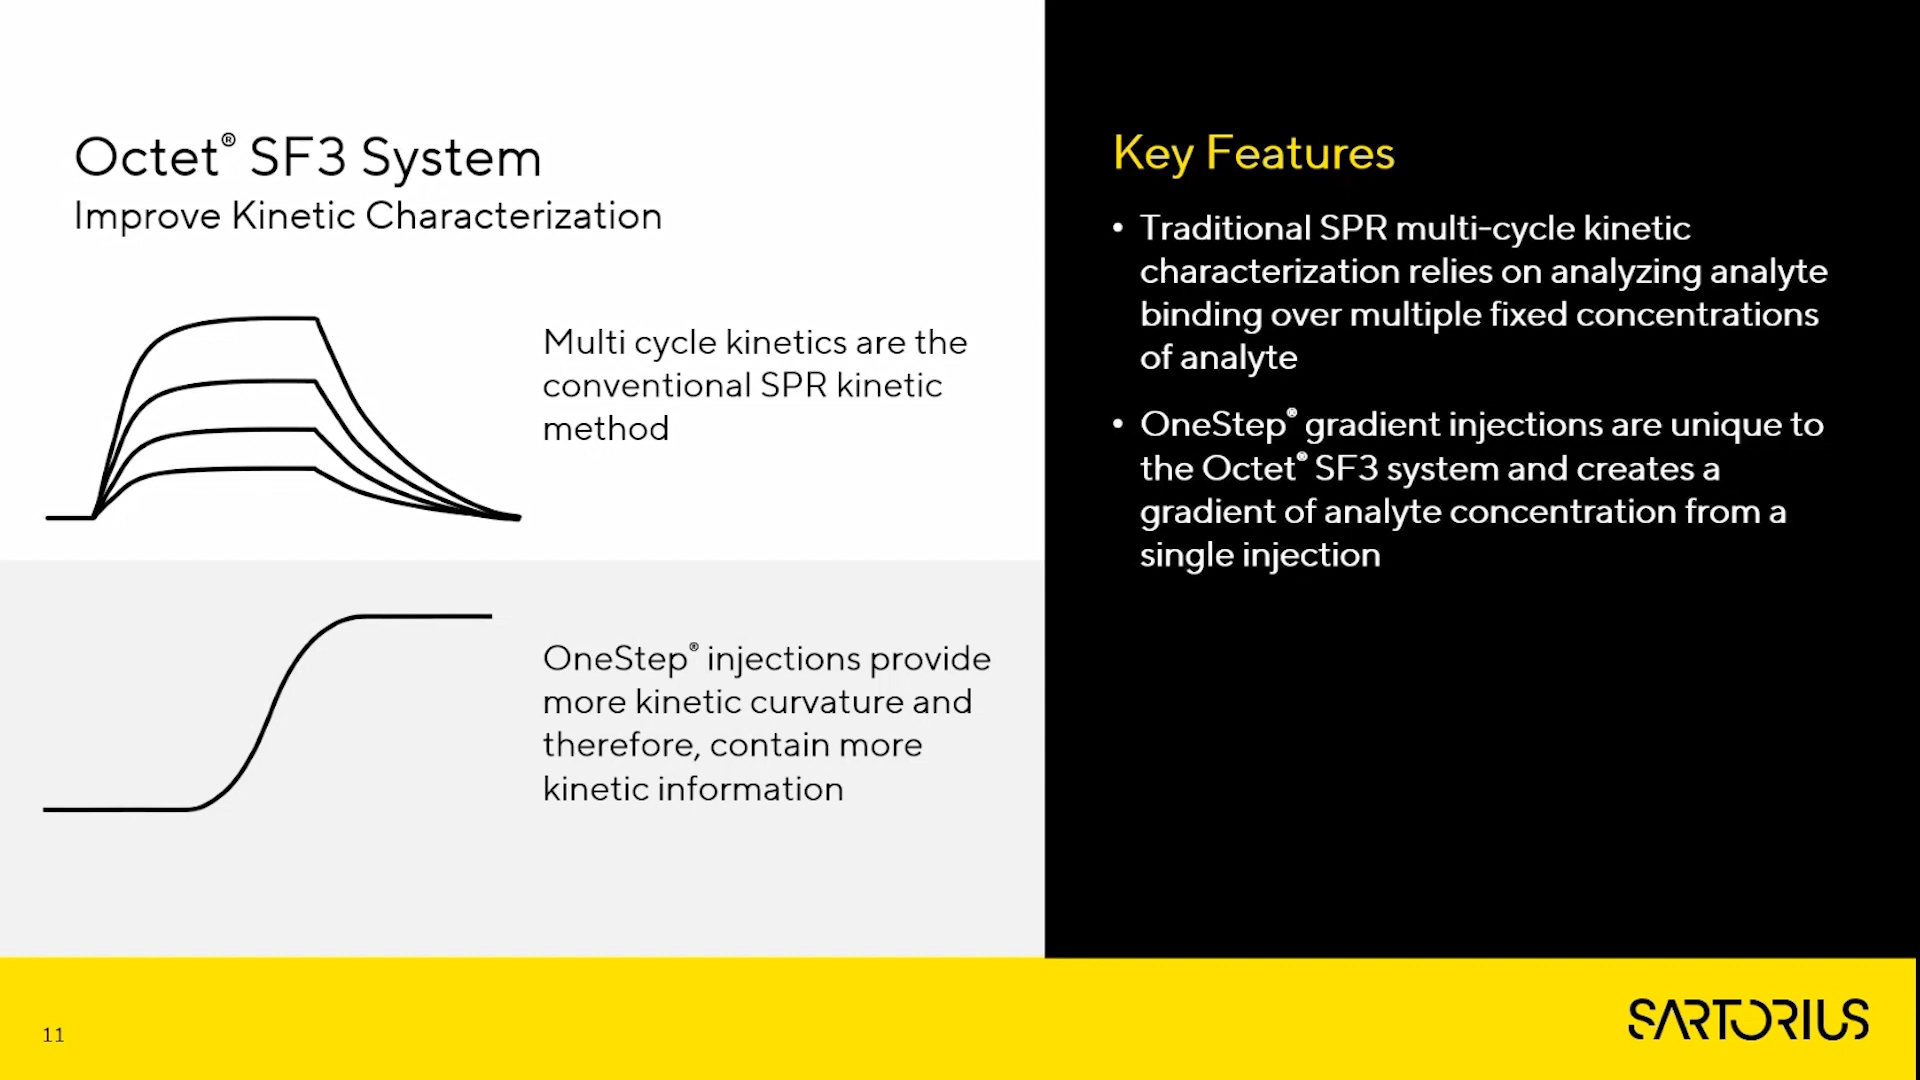 Octet® SF3 System
Improve Kinetic Characterization
Multi cycle kinetics are the
conventional SPR kinetic
method
OneStep® injections provide
more kinetic curvature and
therefore, contain more
kinetic information
Key Features
• Traditional SPR multi-cycle kinetic
characterization relies on analyzing analyte
binding over multiple fixed concentrations
of analyte
• OneStep® gradient injections are unique to
the Octet® SF3 system and creates a
gradient of analyte concentration from a
single injection
11
SARTORIUS